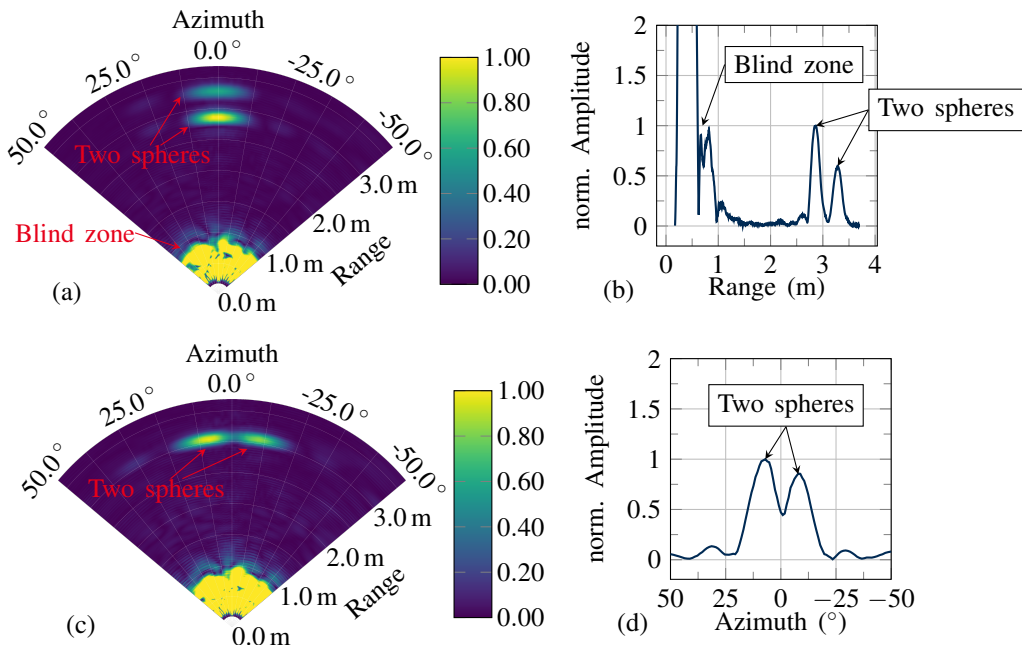 Azimuth
0.0°
25.0°
-25.0°
50.0°
-50.0°
Two spheres
Blind zone
3.0 m
2.0 m
1.0 m
0.0 m
Range
1.00
0.80
0.60
0.40
0.20
0.00
(a)
2
1.5
1
0.5
0
norm. Amplitude
Blind zone
Two spheres
0 1 2 3 4
Range (m)
(b)
Azimuth
0.0°
25.0°
-25.0°
50.0°
-50.0°
Two spheres
3.0 m
2.0 m
1.0 m
0.0 m
Range
1.00
0.80
0.60
0.40
0.20
0.00
(c)
2
1.5
1
0.5
0
norm. Amplitude
Two spheres
50 25 0 −25 −50
Azimuth (°)
(d)